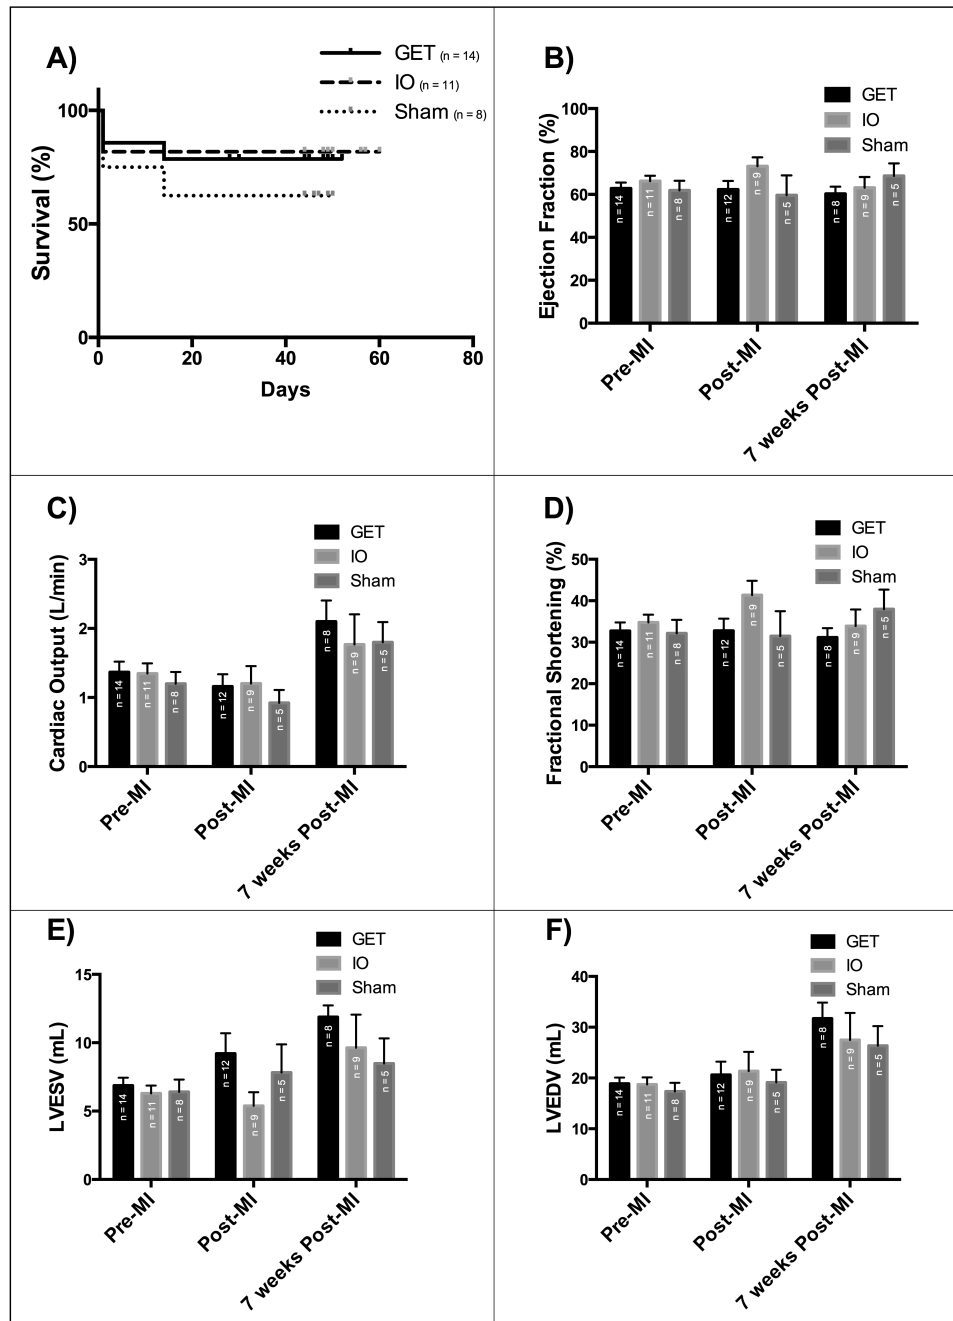 A)
GET (n = 14)
IO (n = 11)
Sham (n = 8)
100
50
0
Survival (%)
0 20 40 60 80
Days
B)
GET
IO
Sham
100
80
60
40
20
0
Ejection Fraction (%)
n = 14
n = 11
n = 8
n = 12
n = 9
n = 5
n = 8
n = 9
n = 5
Pre-MI
Post-MI
7 weeks Post-MI
C)
GET
IO
Sham
3
2
1
0
Cardiac Output (L/min)
n = 14
n = 11
n = 8
n = 12
n = 9
n = 5
n = 8
n = 9
n = 5
Pre-MI
Post-MI
7 weeks Post-MI
D)
GET
IO
Sham
50
40
30
20
10
0
Fractional Shortening (%)
n = 14
n = 11
n = 8
n = 12
n = 9
n = 5
n = 8
n = 9
n = 5
Pre-MI
Post-MI
7 weeks Post-MI
E)
GET
IO
Sham
15
10
5
0
LVESV (mL)
n = 14
n = 11
n = 8
n = 12
n = 9
n = 5
n = 8
n = 9
n = 5
Pre-MI
Post-MI
7 weeks Post-MI
F)
GET
IO
Sham
40
30
20
10
0
LVEDV (mL)
n = 14
n = 11
n = 8
n = 12
n = 9
n = 5
n = 8
n = 9
n = 5
Pre-MI
Post-MI
7 weeks Post-MI